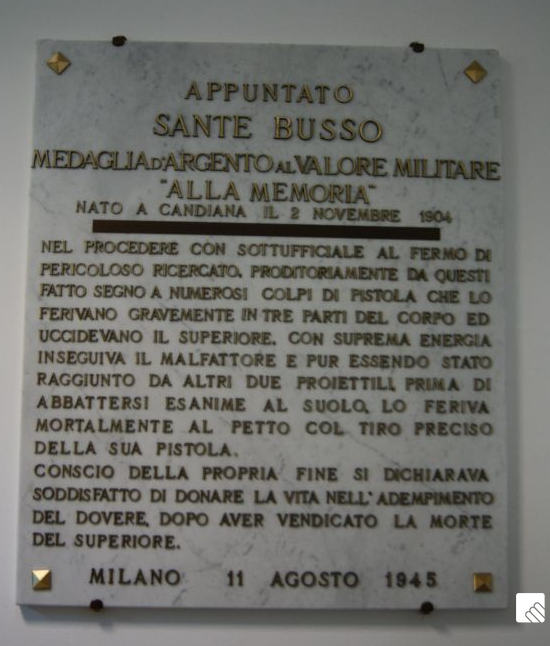 APPUNTATO
SANTE BUSSO
MEDAGLIA D'ARGENTO AL VALORE MILITARE
"ALLA MEMORIA"
NATO A CANDIANA IL 2 NOVEMBRE 1904
NEL PROCEDERE CON SOTTUFFICIALE AL FERMO DI
PERICOLOSO RICERCATO, PRODITORIAMENTE DA QUESTI
FATTO SEGNO A NUMEROSI COLPI DI PISTOLA CHE LO
FERIVANO GRAVEMENTE IN TRE PARTI DEL CORPO ED
UCCIDEVANO IL SUPERIORE, CON SUPREMA ENERGIA
INSEGUIVA IL MALFATTORE E PUR ESSENDO STATO
RAGGIUNTO DA ALTRI DUE PROIETTILI, PRIMA DI
ABBATTERSI ESANIME AL SUOLO, LO FERIVA
MORTALMENTE AL PETTO COL TIRO PRECISO
DELLA SUA PISTOLA.
CONSCIO DELLA PROPRIA FINE SI DICHIARAVA
SODDISFATTO DI DONARE LA VITA NELL'ADEMPIMENTO
DEL DOVERE, DOPO AVER VENDICATO LA MORTE
DEL SUPERIORE.
MILANO 11 AGOSTO 1945